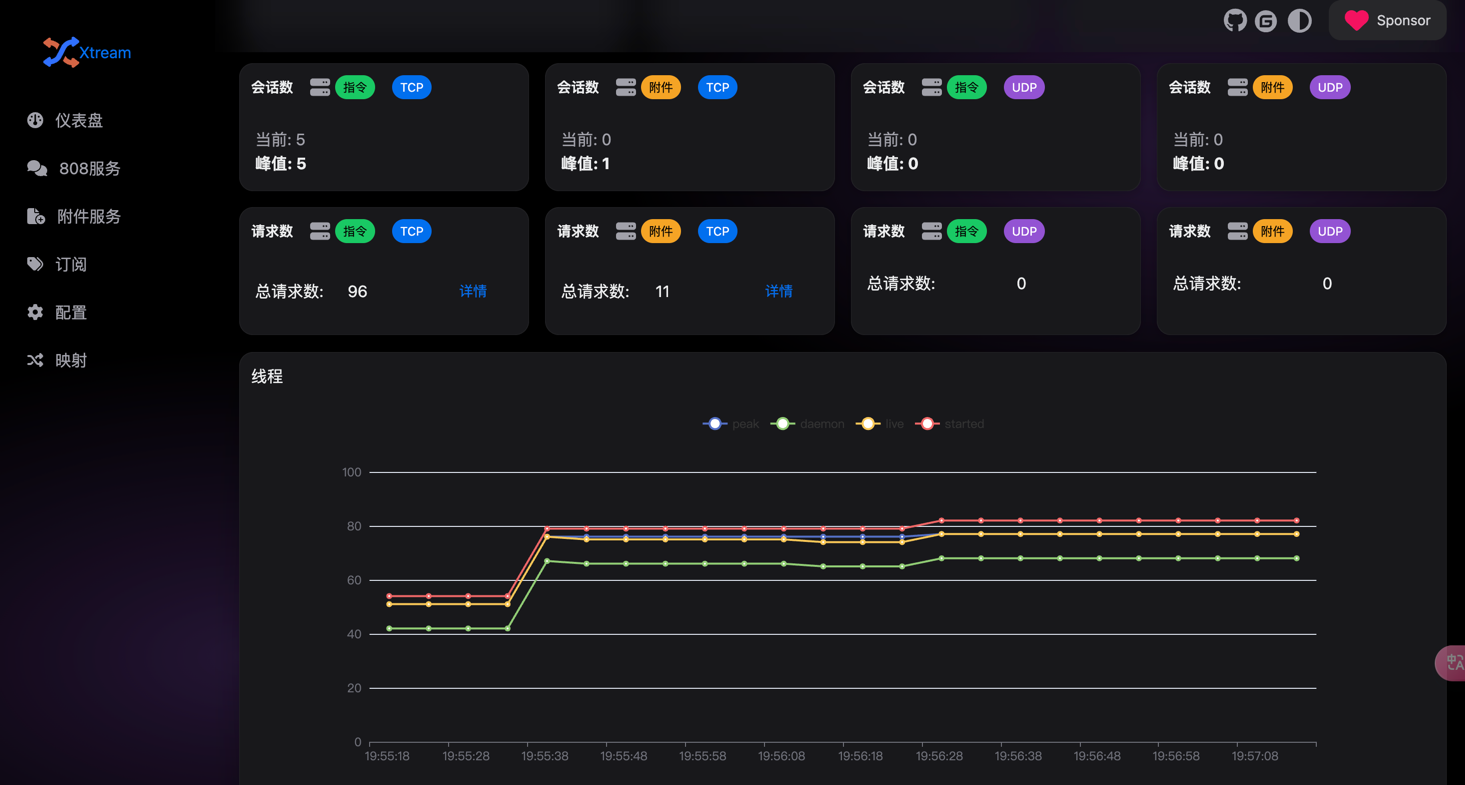 Sponsor
Xtream
仪表盘
808服务
附件服务
订阅
配置
映射
会话数 指令 TCP
当前: 5
峰值: 5
会话数 附件 TCP
当前: 0
峰值: 1
会话数 指令 UDP
当前: 0
峰值: 0
会话数 附件 UDP
当前: 0
峰值: 0
请求数 指令 TCP
总请求数: 96 详情
请求数 附件 TCP
总请求数: 11 详情
请求数 指令 UDP
总请求数: 0
请求数 附件 UDP
总请求数: 0
线程
peak daemon live started
100
80
60
40
20
0
19:55:18 19:55:28 19:55:38 19:55:48 19:55:58 19:56:08 19:56:18 19:56:28 19:56:38 19:56:48 19:56:58 19:57:08
中
A